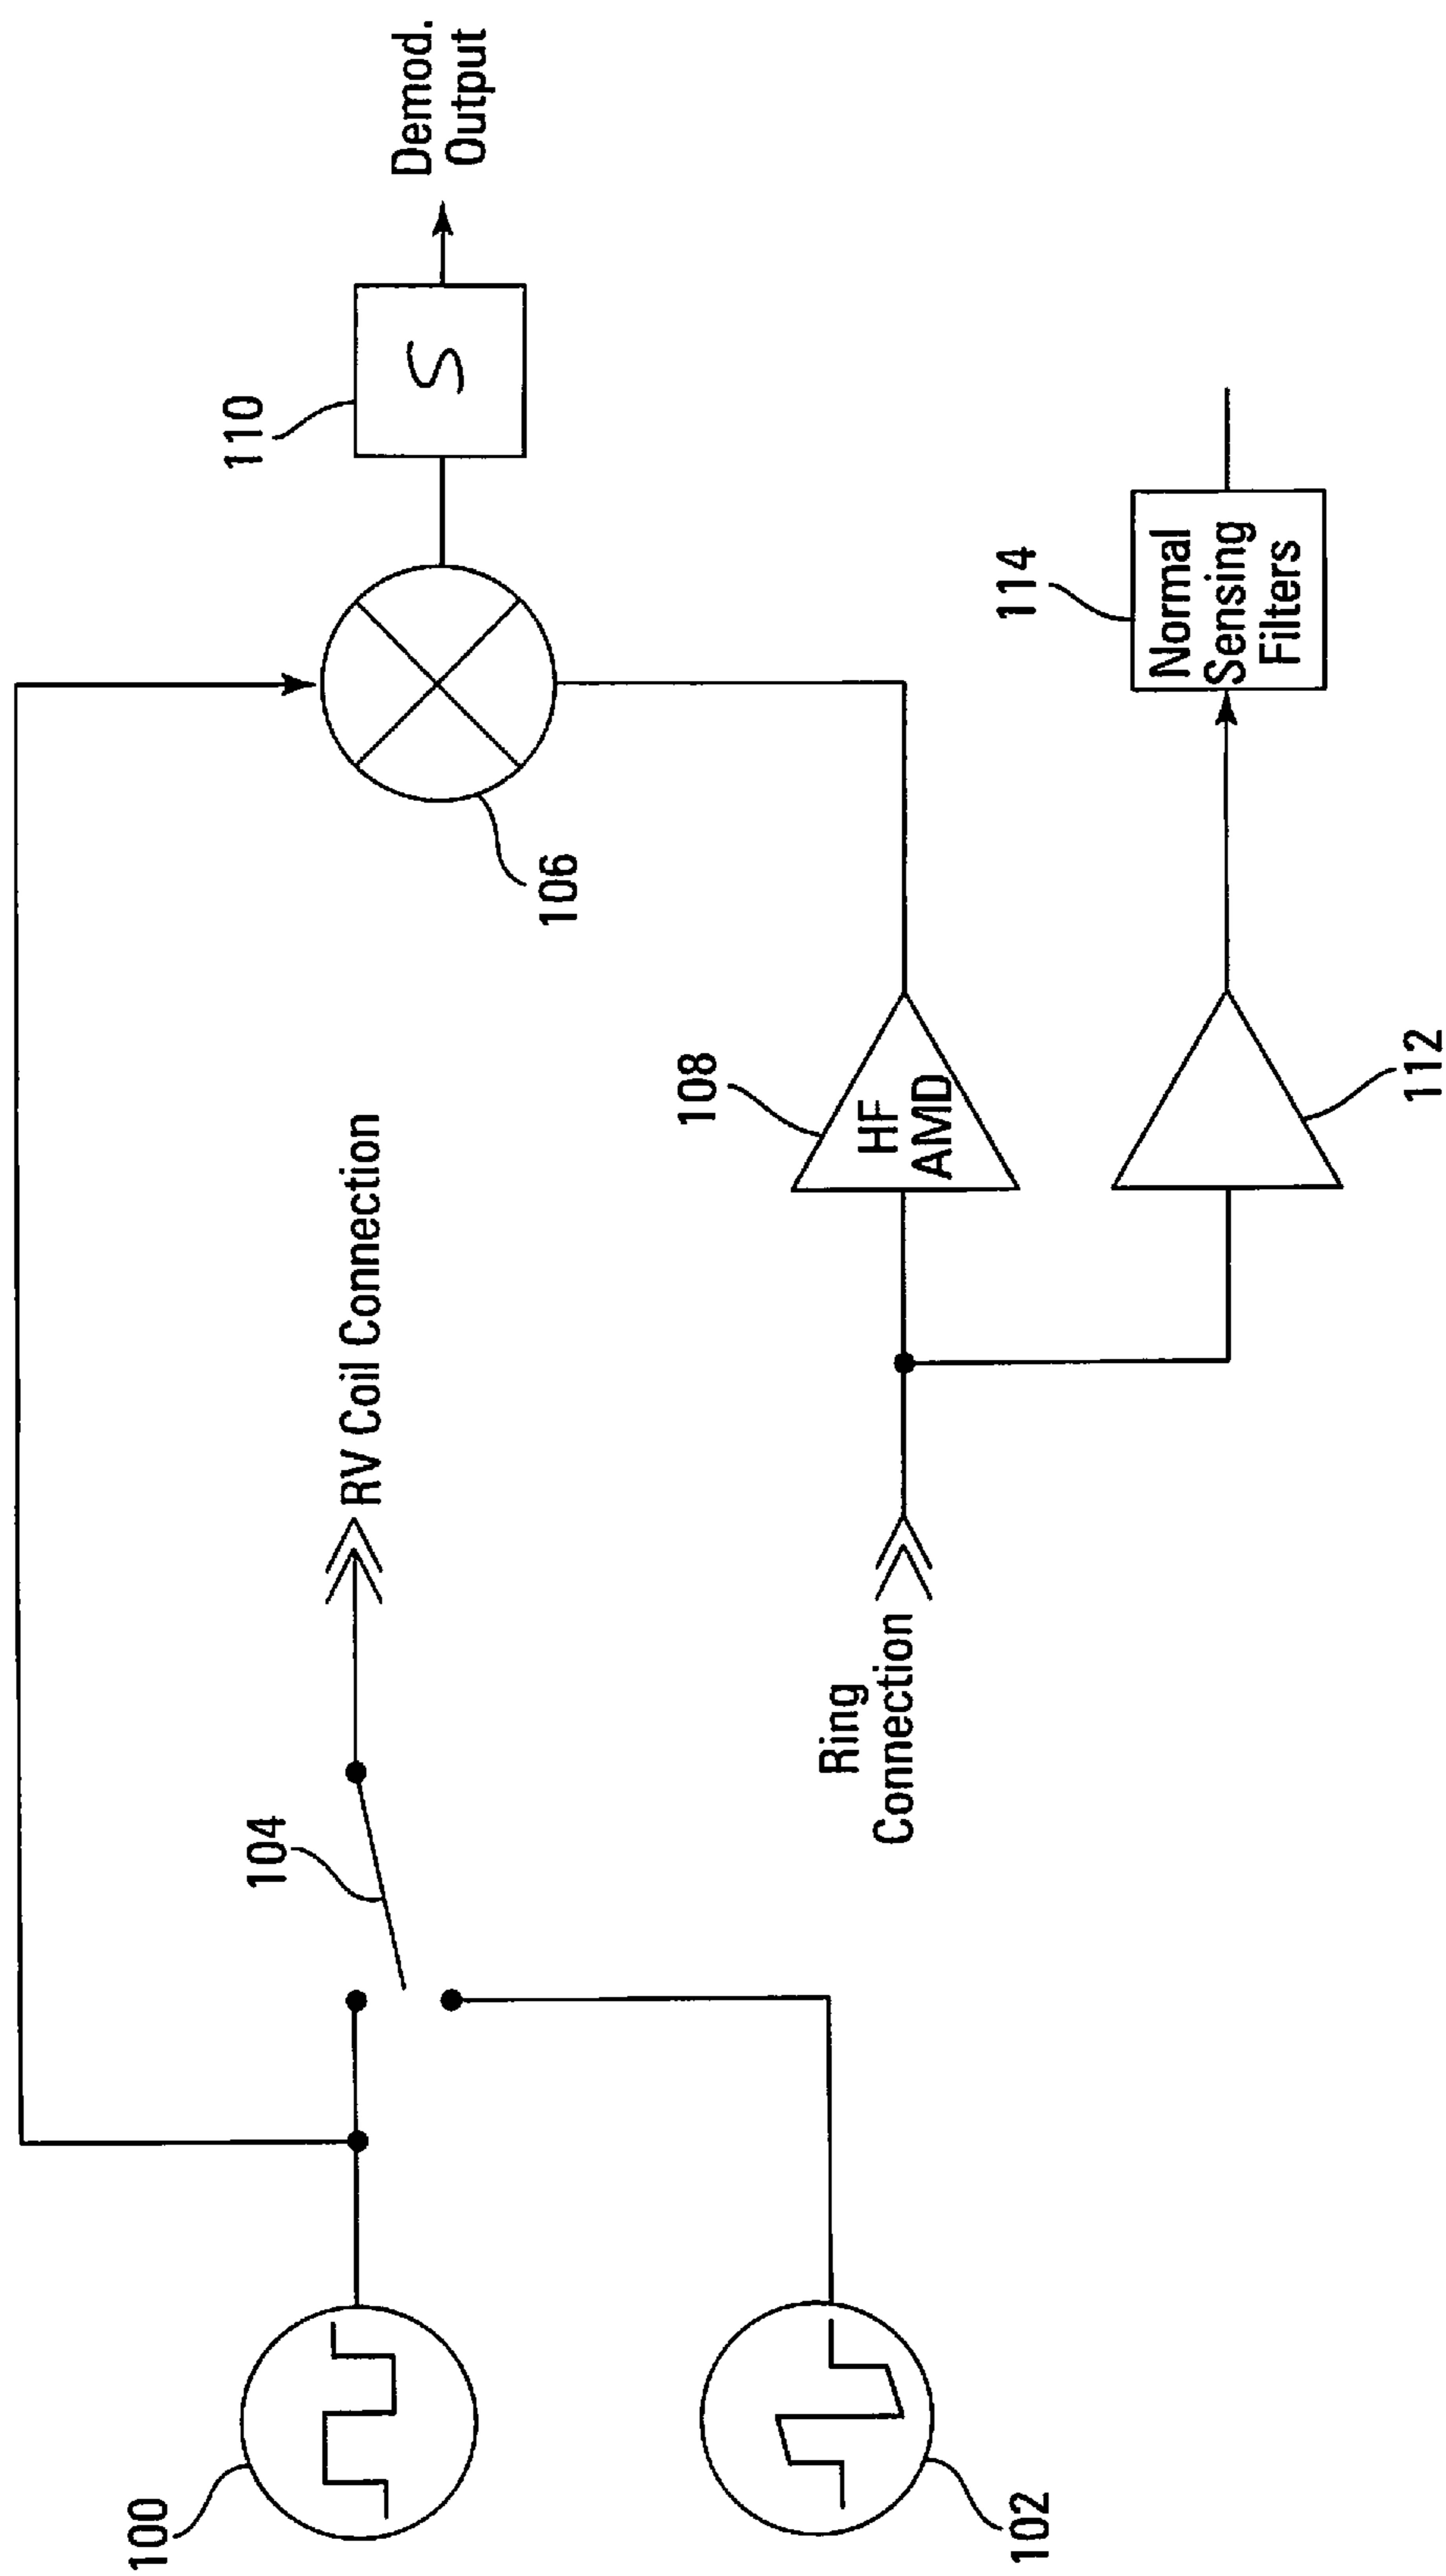 Demod.
Output
110
S
106
114
Normal
Sensing
Filters
RV Coil Connection
108
HF
AMD
112
104
Ring
Connection
100
102